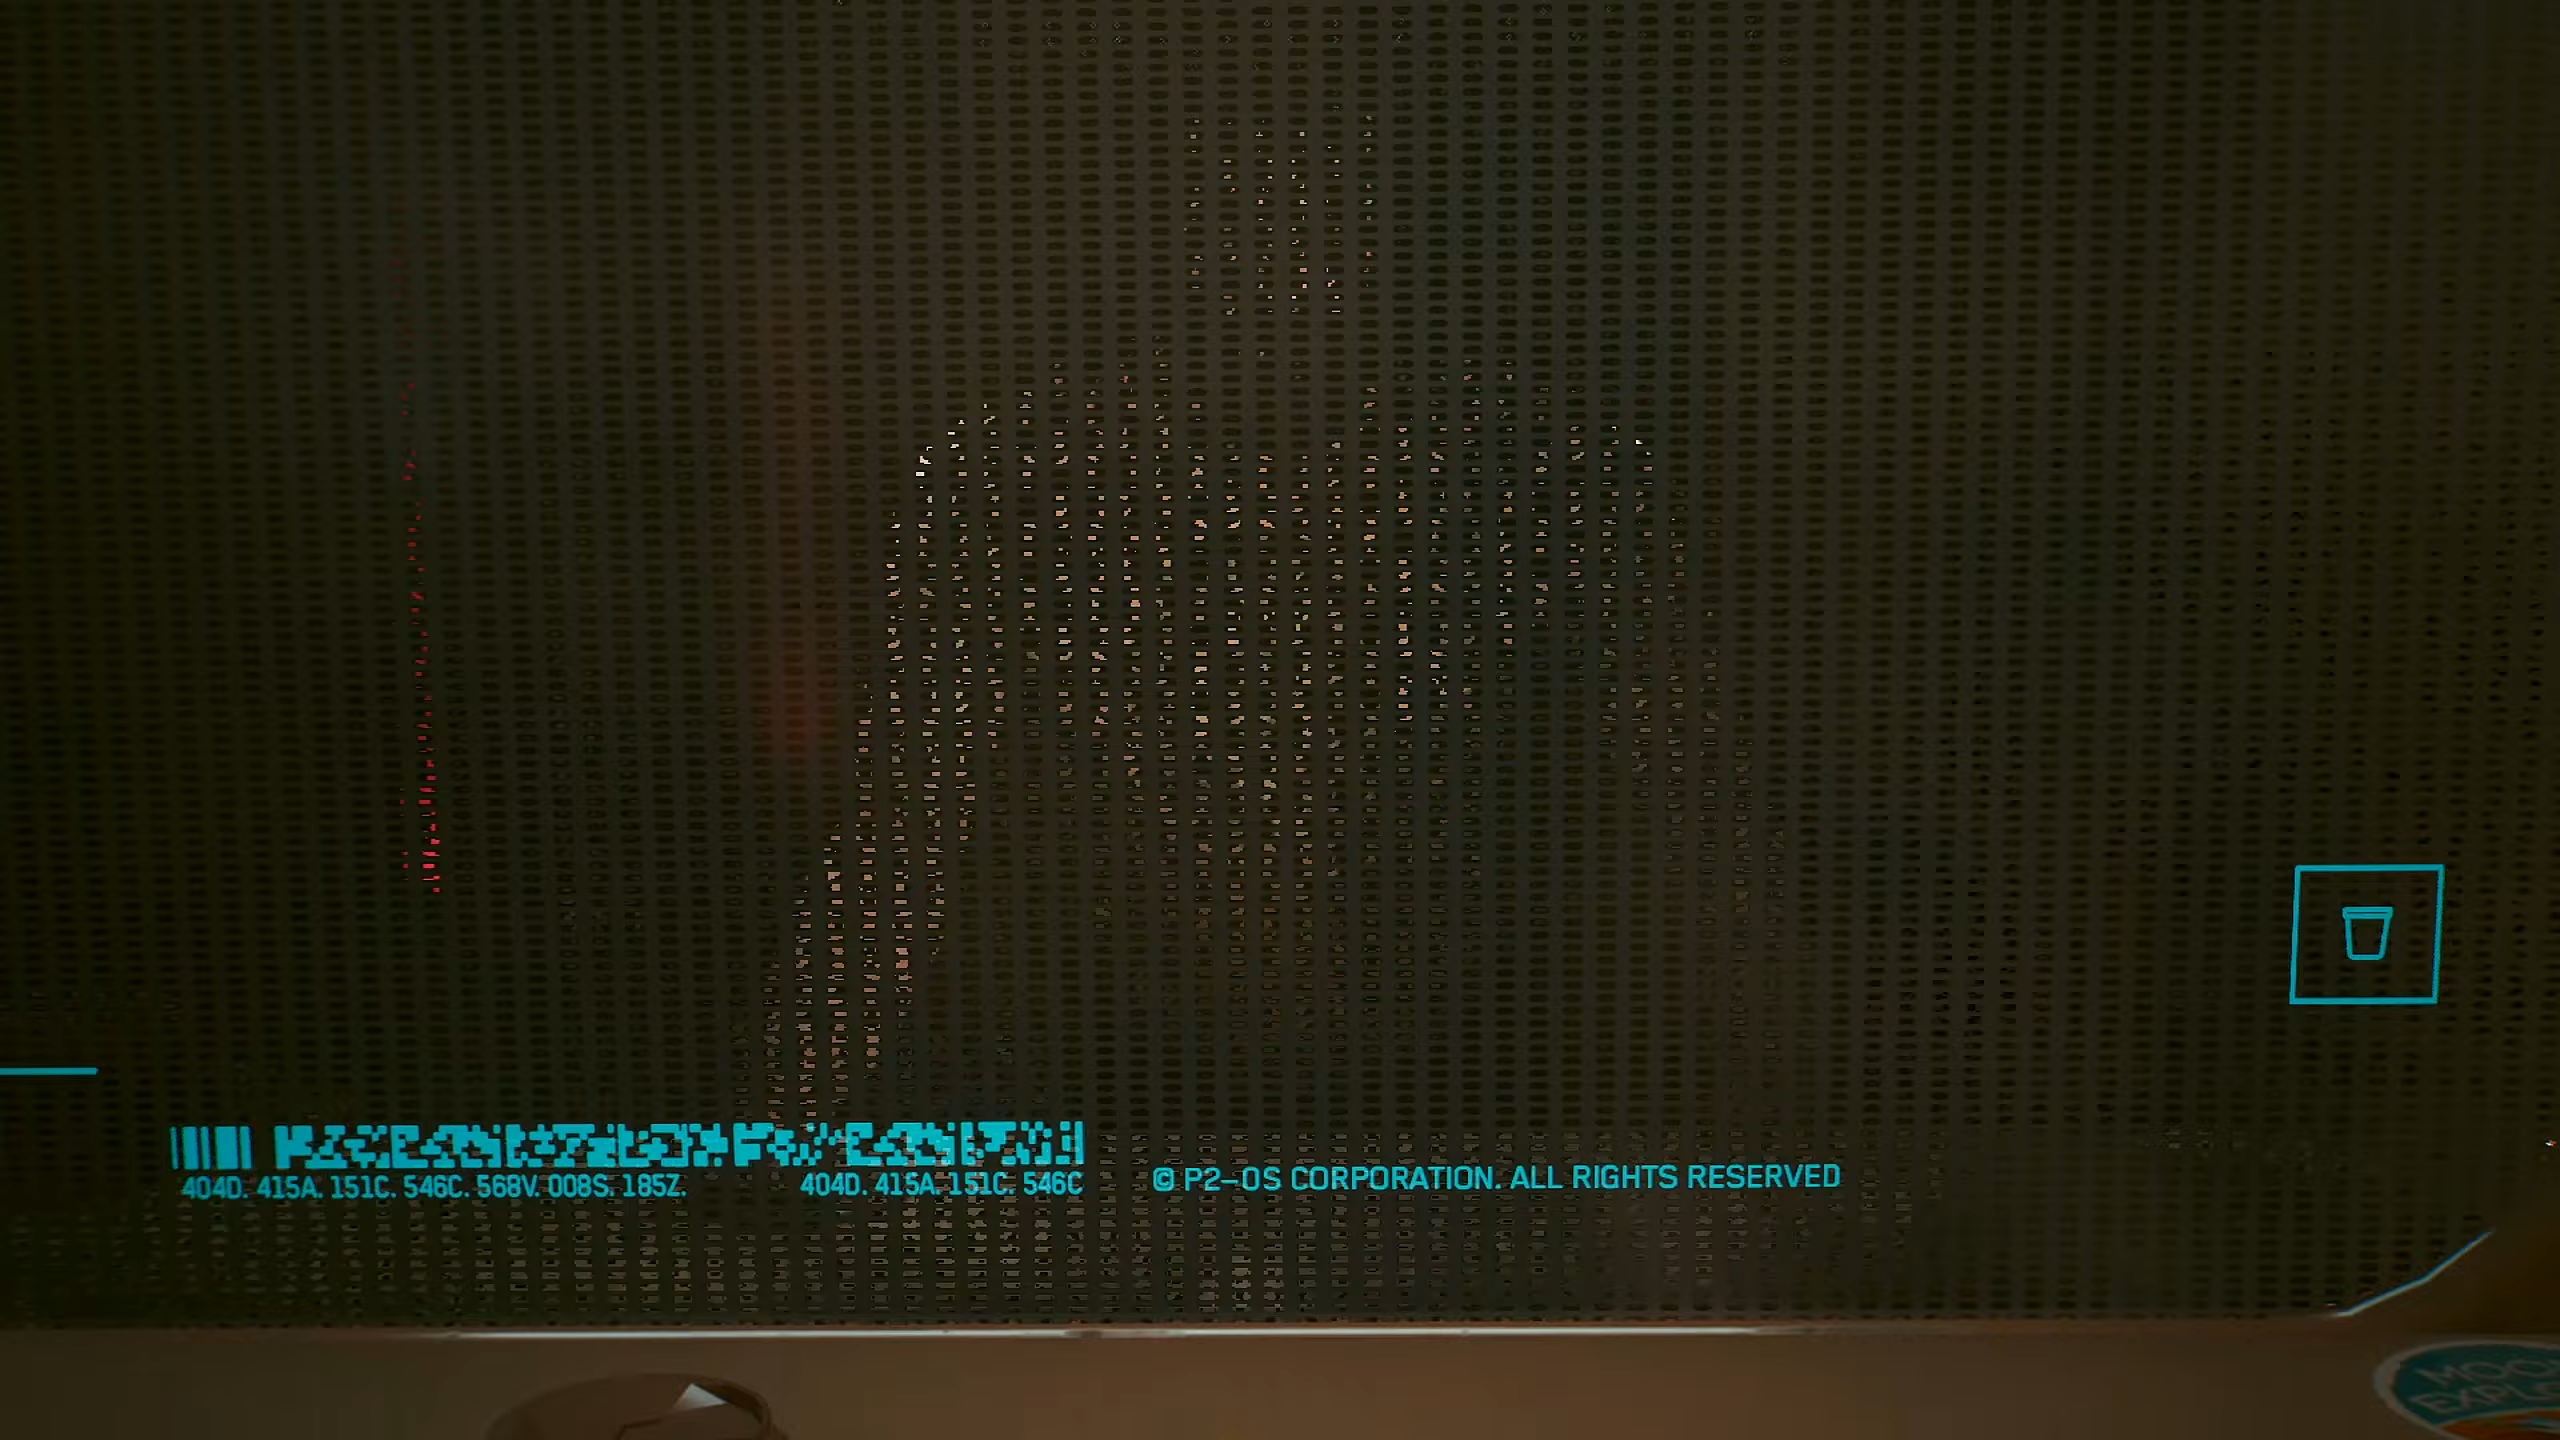 404D. 415A. 151C. 546C. 568V. 008S. 185Z.
404D. 415A. 151C. 546C
© P2–OS CORPORATION. ALL RIGHTS RESERVED